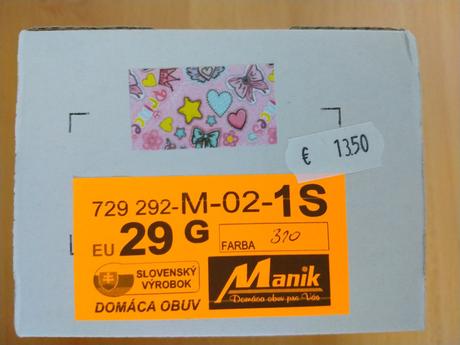 € 13.50
729 292-M-02-1S
EU 29 G FARBA 310
SLOVENSKÝ
VÝROBOK
DOMÁCA OBUV
Manik
Domáca obuv pre Vás